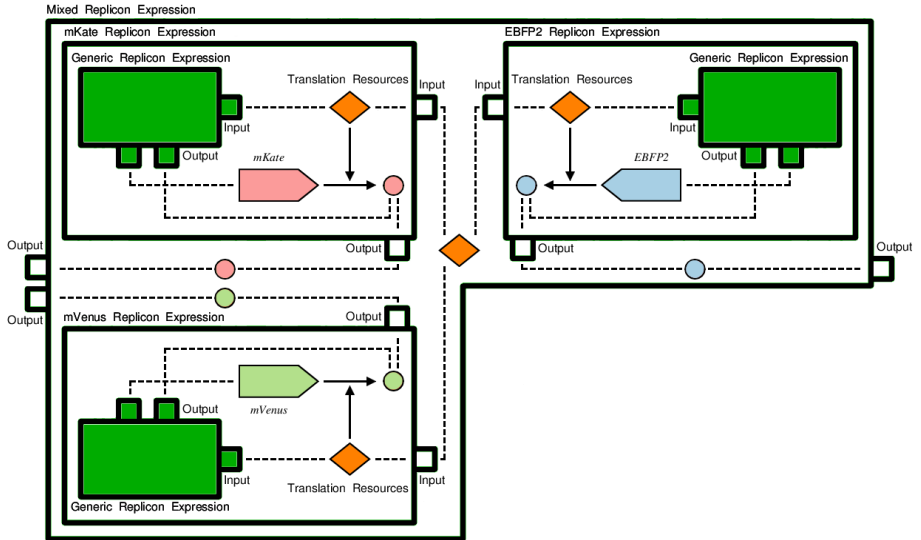 Mixed Replicon Expression
mKate Replicon Expression
EBFP2 Replicon Expression
Generic Replicon Expression
Generic Replicon Expression
Translation Resources
Input
Input
Translation Resources
Input
Input
Output
mKate
Output
EBFP2
Output
Output
Output
Output
Output
mVenus Replicon Expression
Output
Output
mVenus
Input
Translation Resources
Input
Generic Replicon Expression